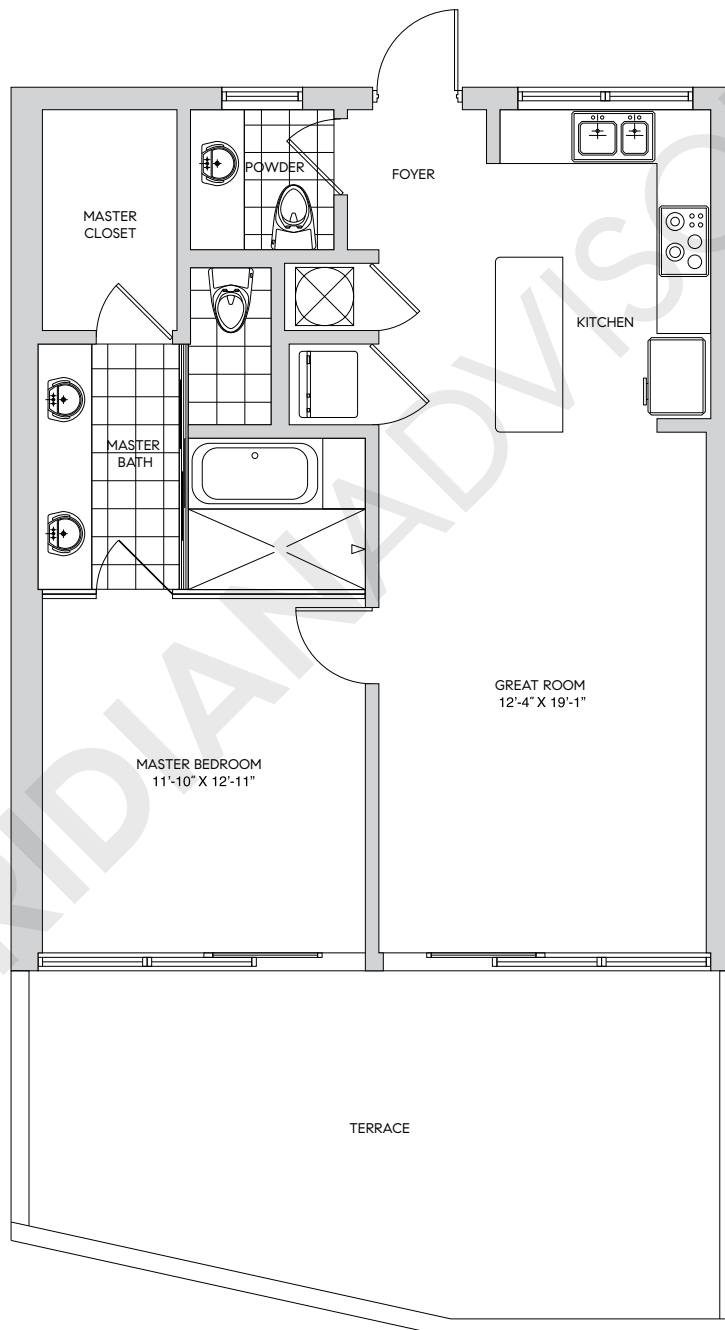 POWDER
FOYER
MASTER
CLOSET
KITCHEN
MASTER
BATH
GREAT ROOM
12'-4" X 19'-1"
MASTER BEDROOM
11'-10" X 12'-11"
TERRACE
RIDIANADVISO